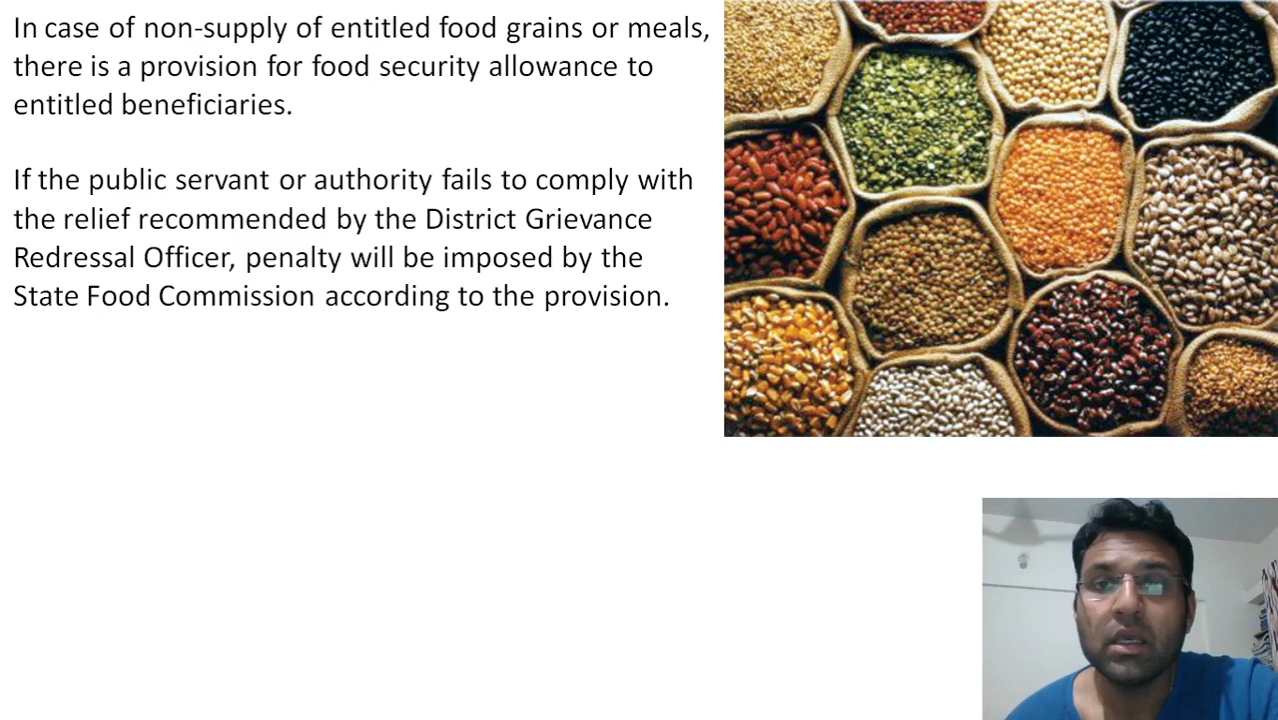 In case of non-supply of entitled food grains or meals,
there is a provision for food security allowance to
entitled beneficiaries.
If the public servant or authority fails to comply with
the relief recommended by the District Grievance
Redressal Officer, penalty will be imposed by the
State Food Commission according to the provision.